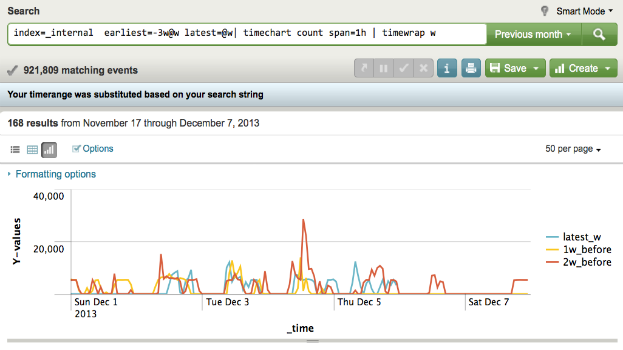 Search
Smart Mode
index=_internal earliest=-3w@w latest=@w| timechart count span=1h | timewrap w
Previous month
921,809 matching events
Save
Create
Your timerange was substituted based on your search string
168 results from November 17 through December 7, 2013
Options
50 per page
Formatting options
40,000
20,000
Y-values
latest_w
1w_before
2w_before
Sun Dec 1
2013
Tue Dec 3
Thu Dec 5
Sat Dec 7
_time